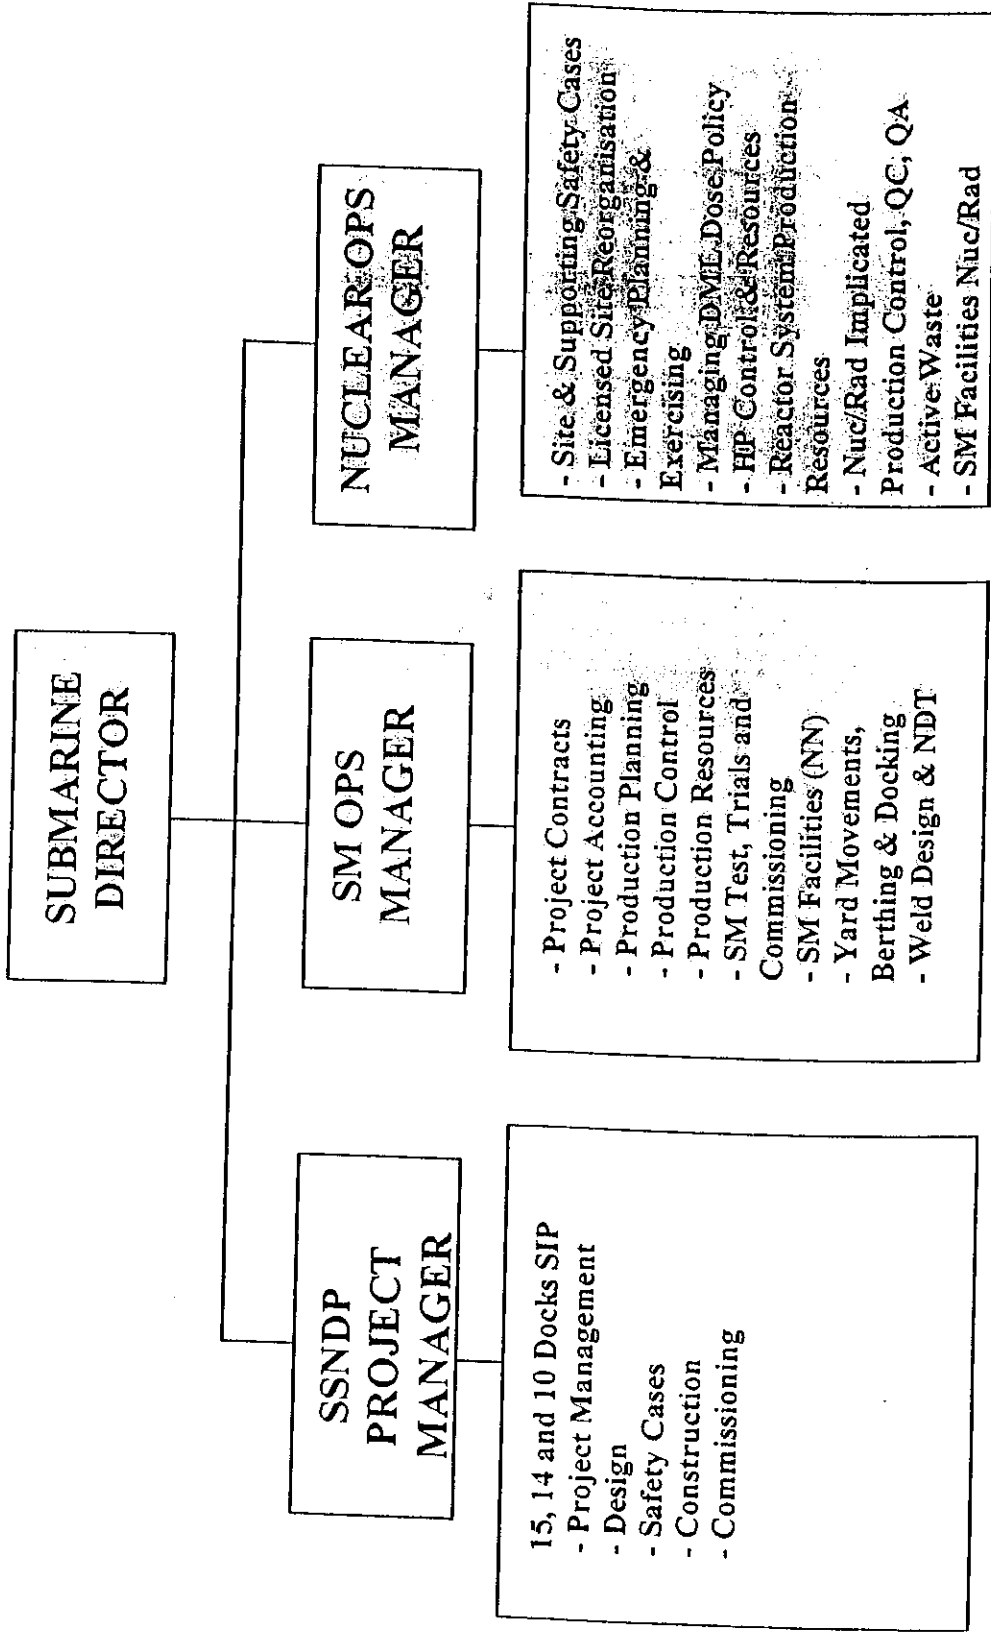 SUBMARINE
DIRECTOR
SSNDP
PROJECT
MANAGER
15, 14 and 10 Docks SIP
- Project Management
- Design
- Safety Cases
- Construction
- Commissioning
SM OPS
MANAGER
- Project Contracts
- Project Accounting
- Production Planning
- Production Control
- Production Resources
- SM Test, Trials and
Commissioning
- SM Facilities (NN)
- Yard Movements,
Berthing & Docking
- Weld Design & NDT
NUCLEAR OPS
MANAGER
- Site & Supporting Safety Cases
- Licensed Site Reorganisation
- Emergency Planning &
Exercising
- Managing DML Dose Policy
- HP Control & Resources
- Reactor System Production
Resources
- Nuc/Rad Implicated
Production Control, QC, QA
- Active Waste
- SM Facilities Nuc/Rad